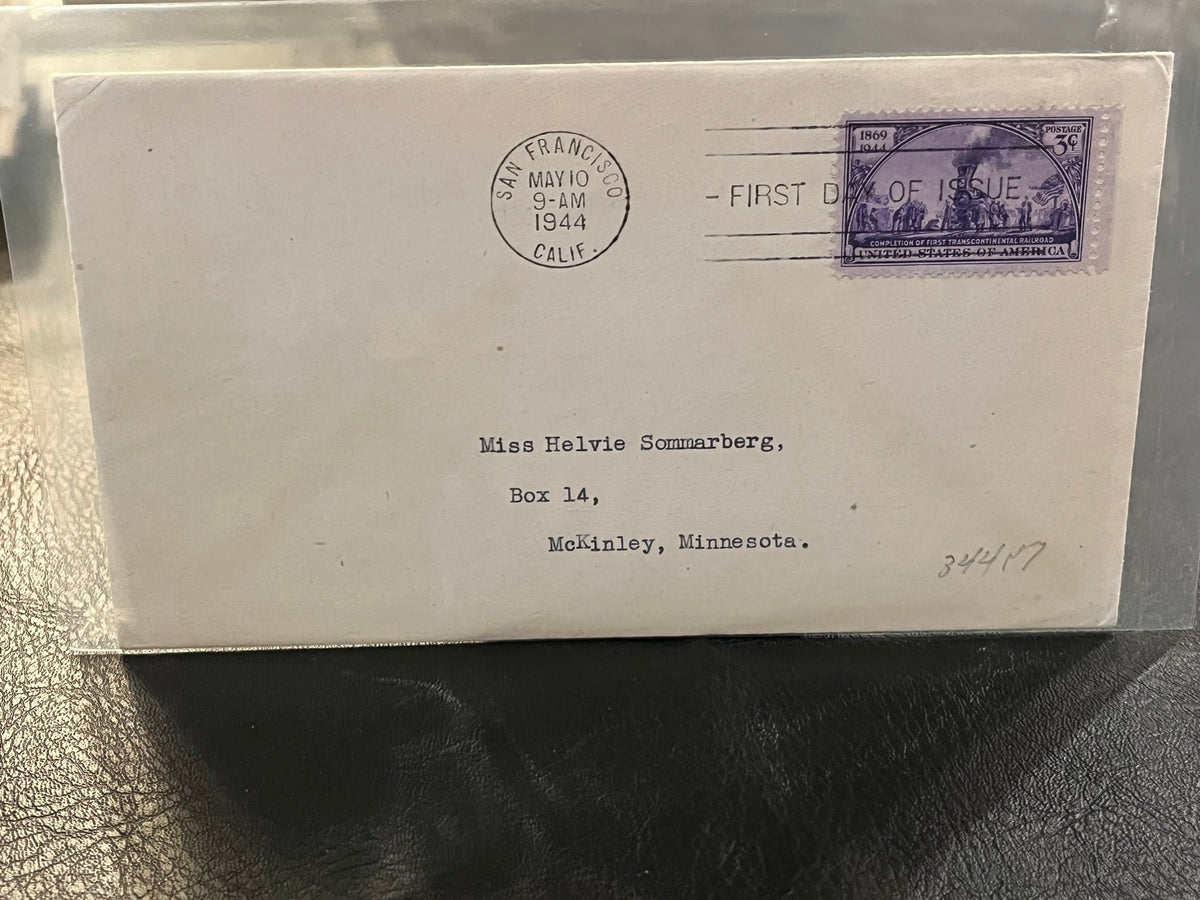 SAN FRANCISCO
MAY 10
9-AM
1944
CALIF.
- FIRST DAY OF ISSUE -
1869
1944
POSTAGE
3¢
COMPLETION OF FIRST TRANSCONTINENTAL RAILROAD
UNITED STATES OF AMERICA
Miss Helvie Sommarberg,
Box 14,
McKinley, Minnesota.